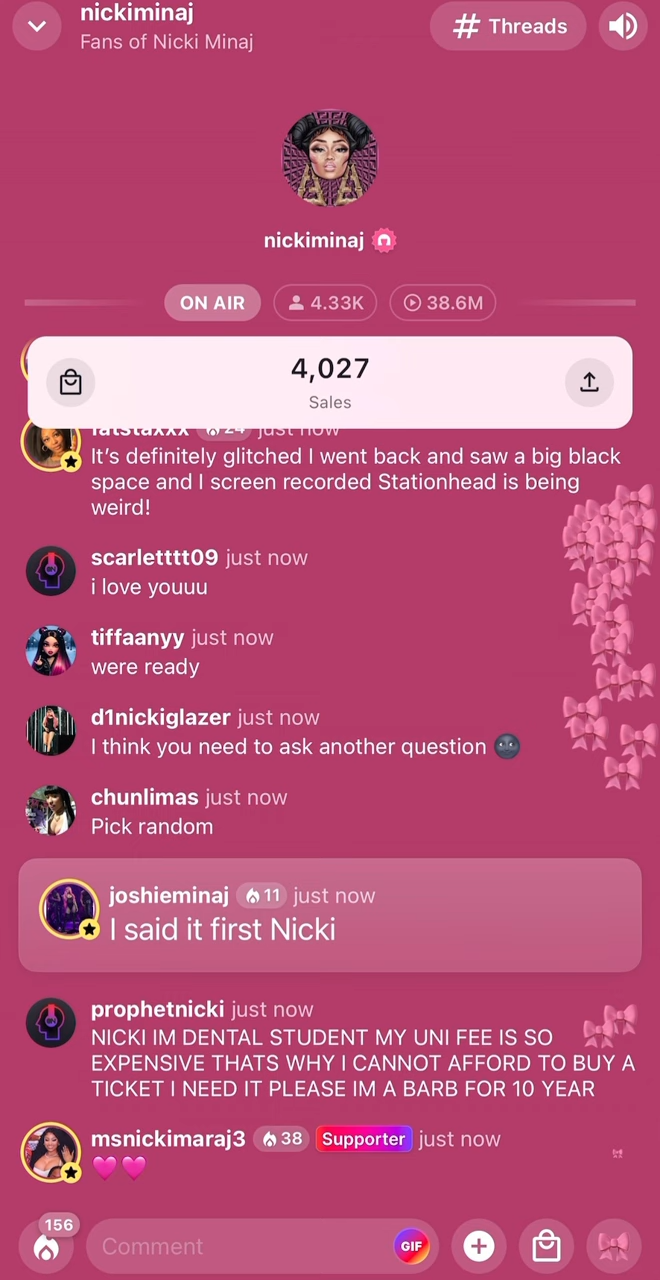 nickiminaj
Fans of Nicki Minaj
# Threads
nickiminaj
ON AIR
4.33K
38.6M
4,027
Sales
fatstaxxx 24 just now
It’s definitely glitched I went back and saw a big black
space and I screen recorded Stationhead is being
weird!
scarletttt09 just now
i love youuu
tiffaanyy just now
were ready
d1nickiglazer just now
I think you need to ask another question 🌚
chunlimas just now
Pick random
joshieminaj 11 just now
I said it first Nicki
prophetnicki just now
NICKI IM DENTAL STUDENT MY UNI FEE IS SO
EXPENSIVE THATS WHY I CANNOT AFFORD TO BUY A
TICKET I NEED IT PLEASE IM A BARB FOR 10 YEAR
msnickimaraj3 38 Supporter just now
🩷🩷
156
Comment
GIF